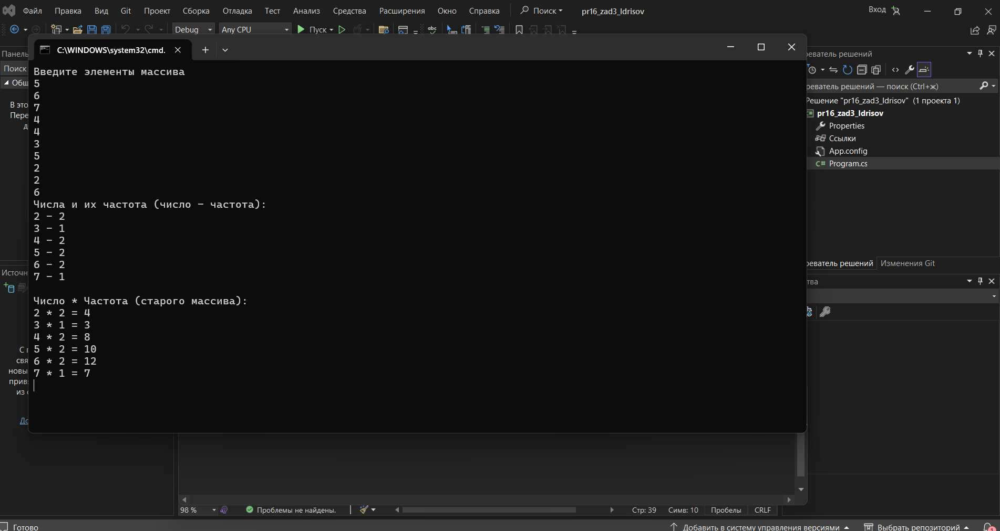 Файл Правка Вид Git Проект Сборка Отладка Тест Анализ Средства Расширения Окно Справка Поиск pr16_zad3_Idrisov Вход
Debug Any CPU Пуск
C:\WINDOWS\system32\cmd.
Введите элементы массива
5
6
7
4
4
3
5
2
2
6
Числа и их частота (число - частота):
2 - 2
3 - 1
4 - 2
5 - 2
6 - 2
7 - 1
Число * Частота (старого массива):
2 * 2 = 4
3 * 1 = 3
4 * 2 = 8
5 * 2 = 10
6 * 2 = 12
7 * 1 = 7
Панель
Поиск
Общ
В это
Пере
д
Источн
С п
свя
новы
привя
из
До
реватель решений
реватель решений — поиск (Ctrl+ж)
Решение "pr16_zad3_Idrisov" (1 проекта 1)
pr16_zad3_Idrisov
Properties
Ссылки
App.config
Program.cs
реватель решений Изменения Git
тва
98 % Проблемы не найдены. Стр: 39 Симв: 10 Пробелы CRLF
Готово Добавить в систему управления версиями Выбрать репозиторий 1